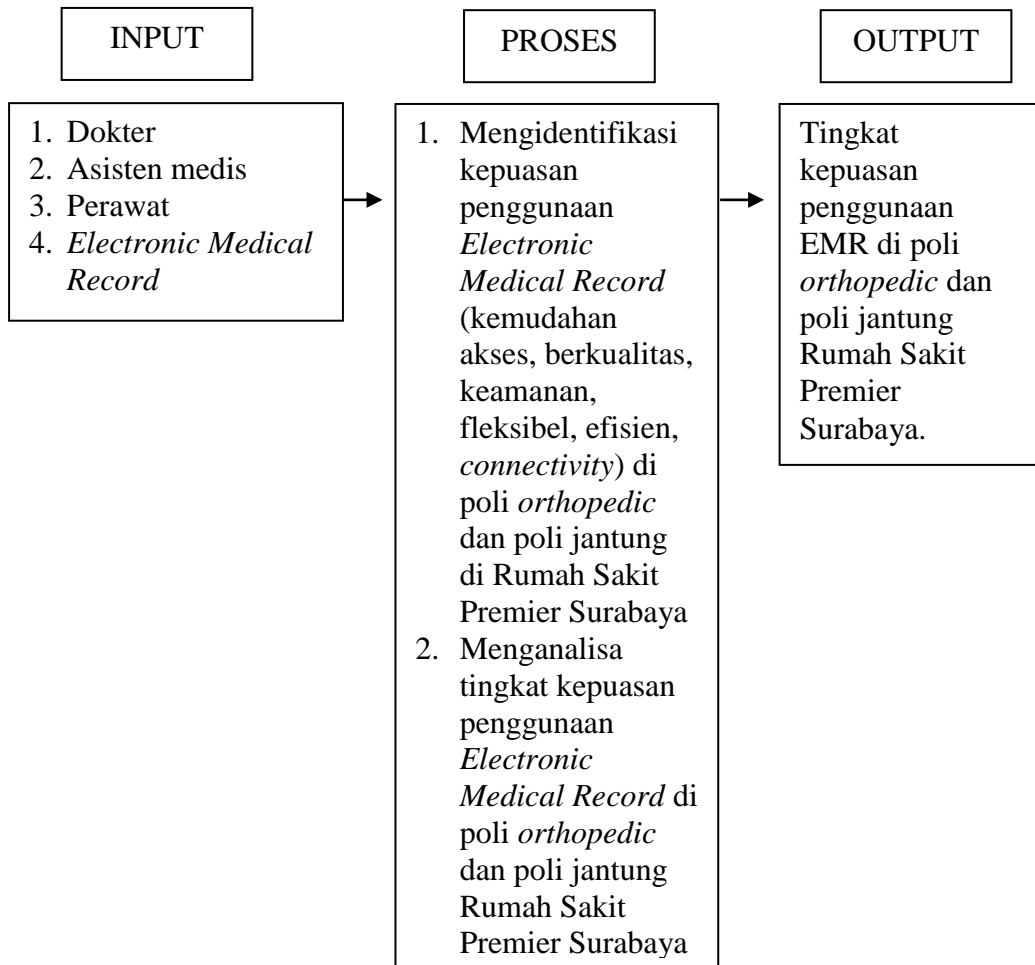 INPUT
PROSES
OUTPUT
1. Dokter
2. Asisten medis
3. Perawat
4. Electronic Medical
Record
1. Mengidentifikasi
kepuasan
penggunaan
Electronic
Medical Record
(kemudahan
akses, berkualitas,
keamanan,
fleksibel, efisien,
connectivity) di
poli orthopedic
dan poli jantung
di Rumah Sakit
Premier Surabaya
2. Menganalisa
tingkat kepuasan
penggunaan
Electronic
Medical Record di
poli orthopedic
dan poli jantung
Rumah Sakit
Premier Surabaya
Tingkat
kepuasan
penggunaan
EMR di poli
orthopedic dan
poli jantung
Rumah Sakit
Premier
Surabaya.